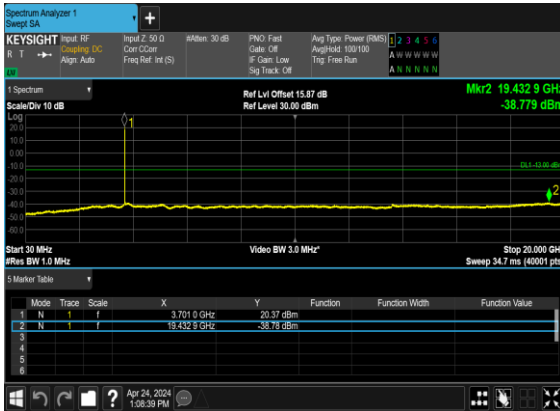 Spectrum Analyzer 1
Swept SA
+
KEYSIGHT Input: RF Input Z: 50 Ω #Atten: 30 dB PNO: Fast Avg Type: Power (RMS) 1 2 3 4 5 6
R T Coupling: DC Corr CCorr Gate: Off Avg|Hold: 100/100 A W W W W W
Align: Auto Freq Ref: Int (S) IF Gain: Low Trig: Free Run
Sig Track: Off A N N N N N
1 Spectrum
Scale/Div 10 dB
Ref Lvl Offset 15.87 dB
Ref Level 30.00 dBm
Mkr2 19.432 9 GHz
-38.779 dBm
Log
20.0
10.0
0.00
-10.0
-20.0
-30.0
-40.0
-50.0
-60.0
1
DL1 -13.00 dBm
2
Start 30 MHz Video BW 3.0 MHz* Stop 20.000 GHz
#Res BW 1.0 MHz Sweep 34.7 ms (40001 pts)
5 Marker Table
Mode Trace Scale X Y Function Function Width Function Value
1 N 1 f 3.701 0 GHz 20.37 dBm
2 N 1 f 19.432 9 GHz -38.78 dBm
3
4
5
6
? Apr 24, 2024
1:08:39 PM